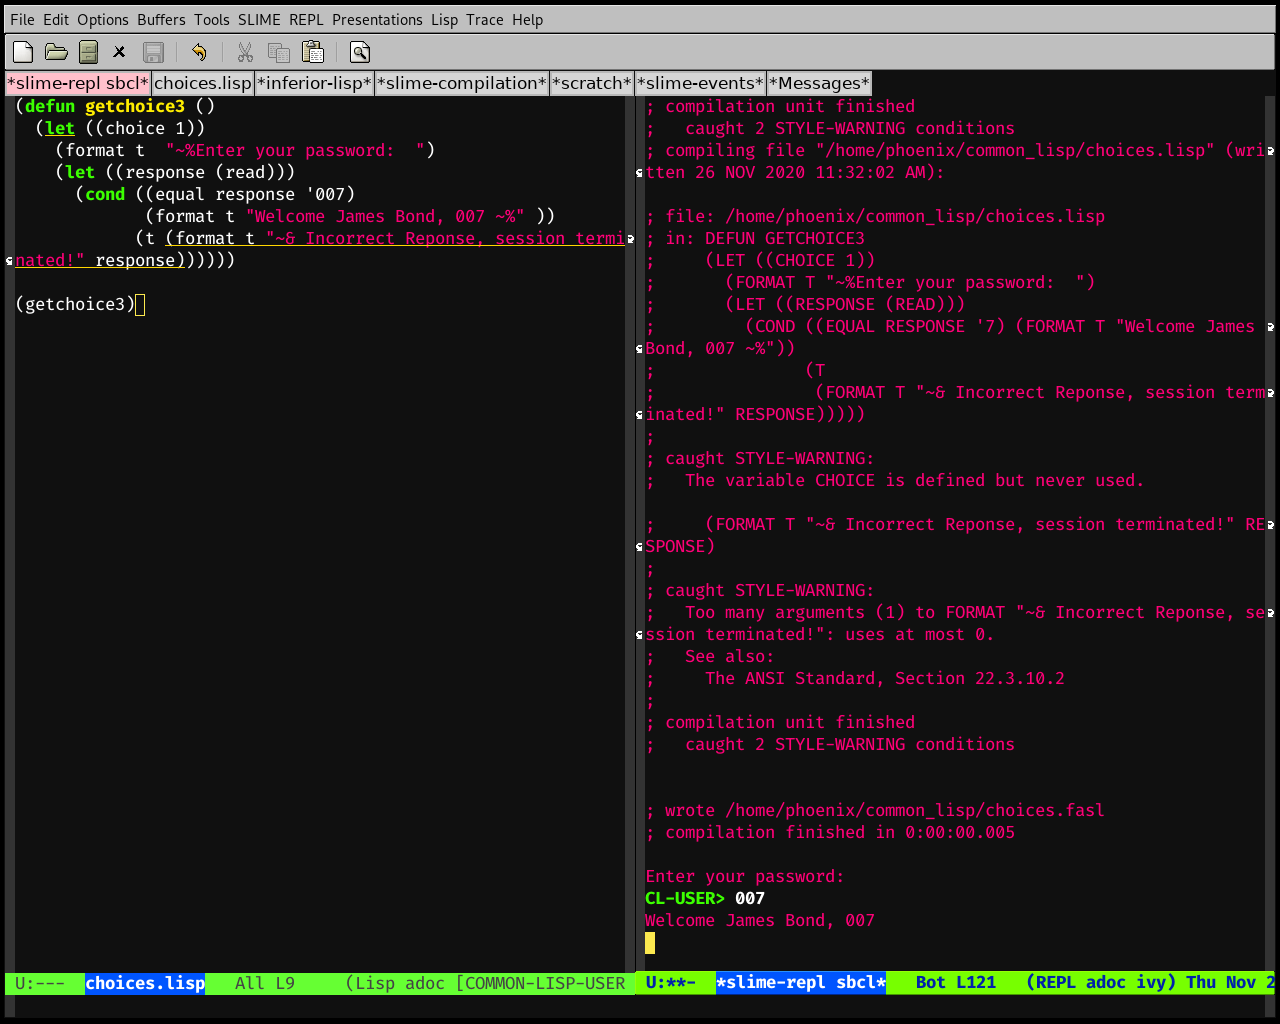 File Edit Options Buffers Tools SLIME REPL Presentations Lisp Trace Help
*slime-repl sbcl* choices.lisp *inferior-lisp* *slime-compilation* *scratch* *slime-events* *Messages*
(defun getchoice3 ()
  (let ((choice 1))
    (format t  "~%Enter your password:  ")
    (let ((response (read)))
      (cond ((equal response '007)
             (format t "Welcome James Bond, 007 ~%" ))
            (t (format t "~& Incorrect Reponse, session termi
nated!" response))))))
(getchoice3)
U:---  choices.lisp   All L9     (Lisp adoc [COMMON-LISP-USER
; compilation unit finished
;   caught 2 STYLE-WARNING conditions
; compiling file "/home/phoenix/common_lisp/choices.lisp" (wri
tten 26 NOV 2020 11:32:02 AM):
; file: /home/phoenix/common_lisp/choices.lisp
; in: DEFUN GETCHOICE3
;     (LET ((CHOICE 1))
;       (FORMAT T "~%Enter your password:  ")
;       (LET ((RESPONSE (READ)))
;         (COND ((EQUAL RESPONSE '7) (FORMAT T "Welcome James
Bond, 007 ~%"))
;               (T
;                (FORMAT T "~& Incorrect Reponse, session term
inated!" RESPONSE)))))
;
; caught STYLE-WARNING:
;   The variable CHOICE is defined but never used.
;     (FORMAT T "~& Incorrect Reponse, session terminated!" RE
SPONSE)
;
; caught STYLE-WARNING:
;   Too many arguments (1) to FORMAT "~& Incorrect Reponse, se
ssion terminated!": uses at most 0.
;   See also:
;     The ANSI Standard, Section 22.3.10.2
;
; compilation unit finished
;   caught 2 STYLE-WARNING conditions
; wrote /home/phoenix/common_lisp/choices.fasl
; compilation finished in 0:00:00.005
Enter your password:
CL-USER> 007
Welcome James Bond, 007
U:**-  *slime-repl sbcl*   Bot L121   (REPL adoc ivy) Thu Nov 2